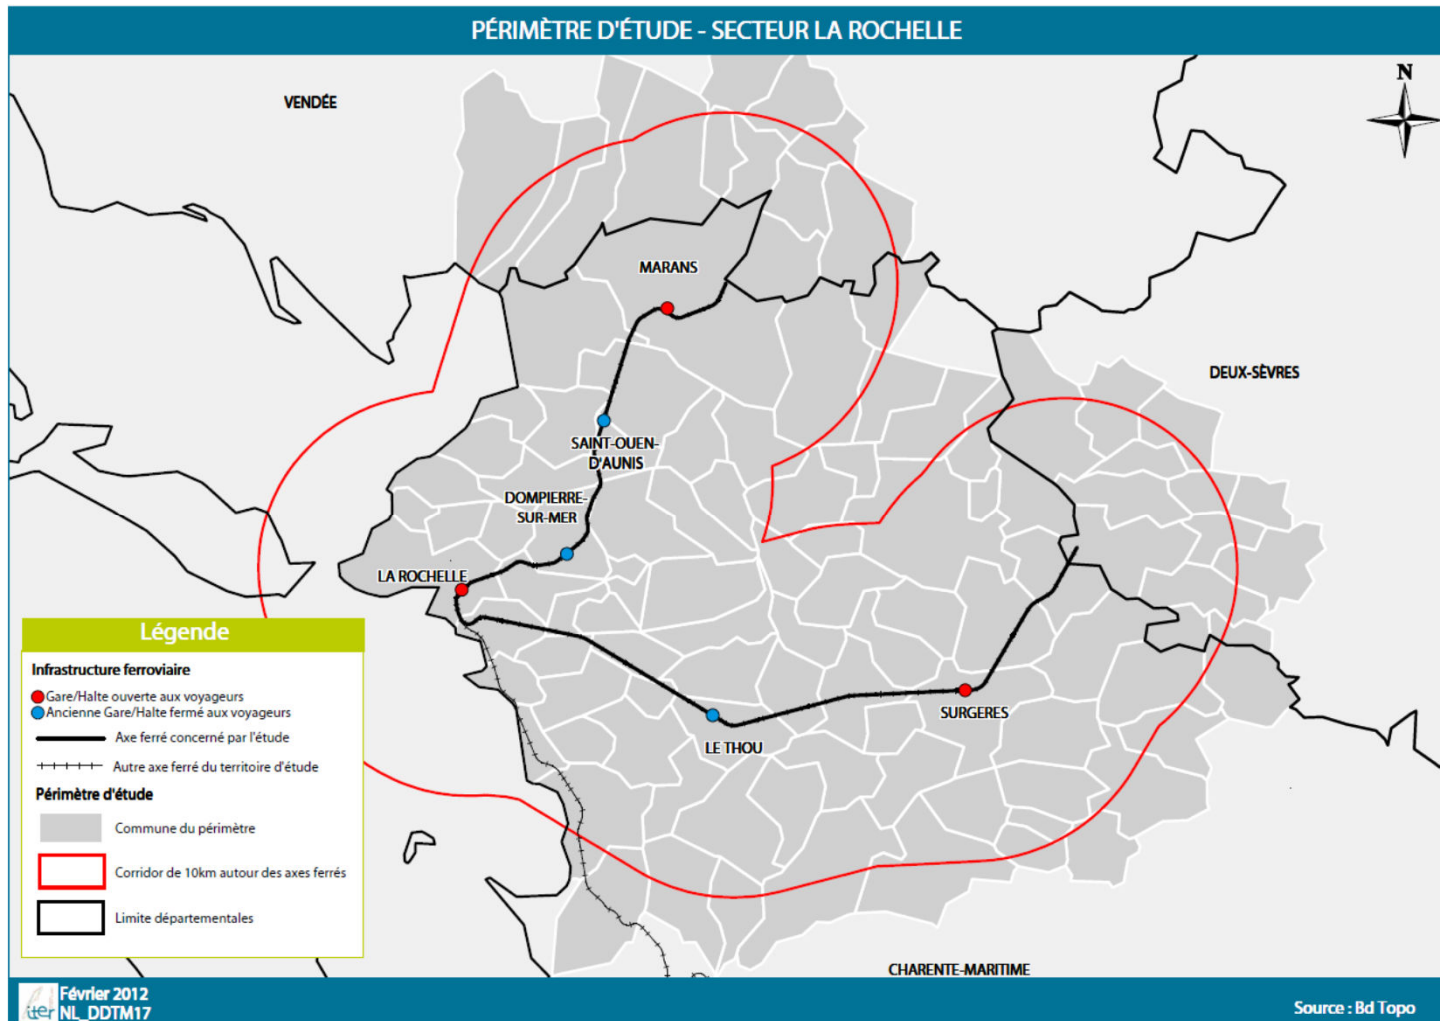 PÉRIMÈTRE D'ÉTUDE - SECTEUR LA ROCHELLE
N
VENDÉE
MARANS
DEUX-SÈVRES
SAINT-OUEN-
D'AUNIS
DOMPIERRE-
SUR-MER
LA ROCHELLE
SURGERES
LE THOU
CHARENTE-MARITIME
Légende
Infrastructure ferroviaire
Gare/Halte ouverte aux voyageurs
Ancienne Gare/Halte fermé aux voyageurs
Axe ferré concerné par l'étude
Autre axe ferré du territoire d'étude
Périmètre d'étude
Commune du périmètre
Corridor de 10km autour des axes ferrés
Limite départementales
iter
Février 2012
NL_DDTM17
Source : Bd Topo